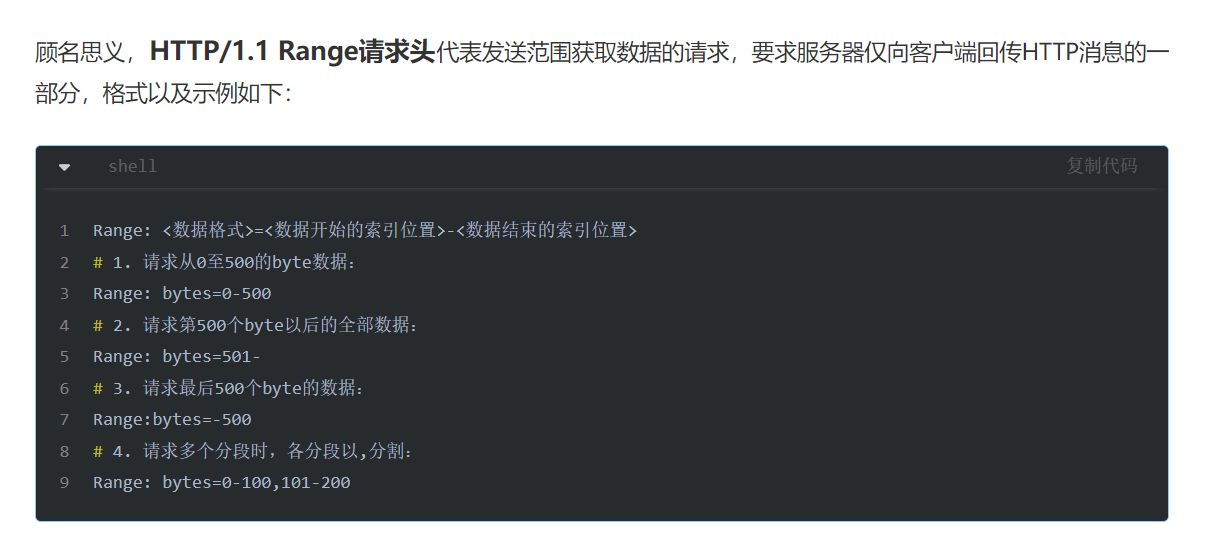 顾名思义，HTTP/1.1 Range请求头代表发送范围获取数据的请求，要求服务器仅向客户端回传HTTP消息的一
部分，格式以及示例如下：
shell 复制代码
1 Range: <数据格式>=<数据开始的索引位置>-<数据结束的索引位置>
2 # 1. 请求从0至500的byte数据：
3 Range: bytes=0-500
4 # 2. 请求第500个byte以后的全部数据：
5 Range: bytes=501-
6 # 3. 请求最后500个byte的数据：
7 Range:bytes=-500
8 # 4. 请求多个分段时，各分段以,分割：
9 Range: bytes=0-100,101-200